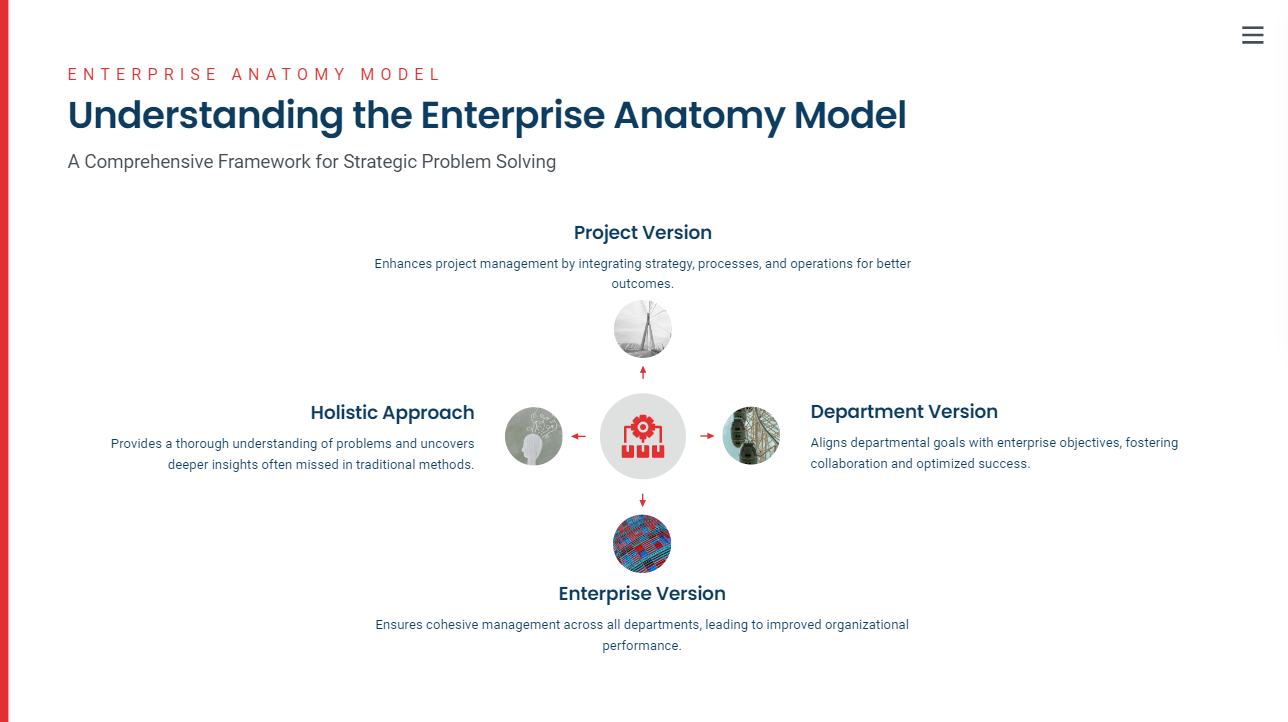 ENTERPRISE ANATOMY MODEL
Understanding the Enterprise Anatomy Model
A Comprehensive Framework for Strategic Problem Solving
Project Version
Enhances project management by integrating strategy, processes, and operations for better
outcomes.
Holistic Approach
Provides a thorough understanding of problems and uncovers
deeper insights often missed in traditional methods.
Department Version
Aligns departmental goals with enterprise objectives, fostering
collaboration and optimized success.
Enterprise Version
Ensures cohesive management across all departments, leading to improved organizational
performance.